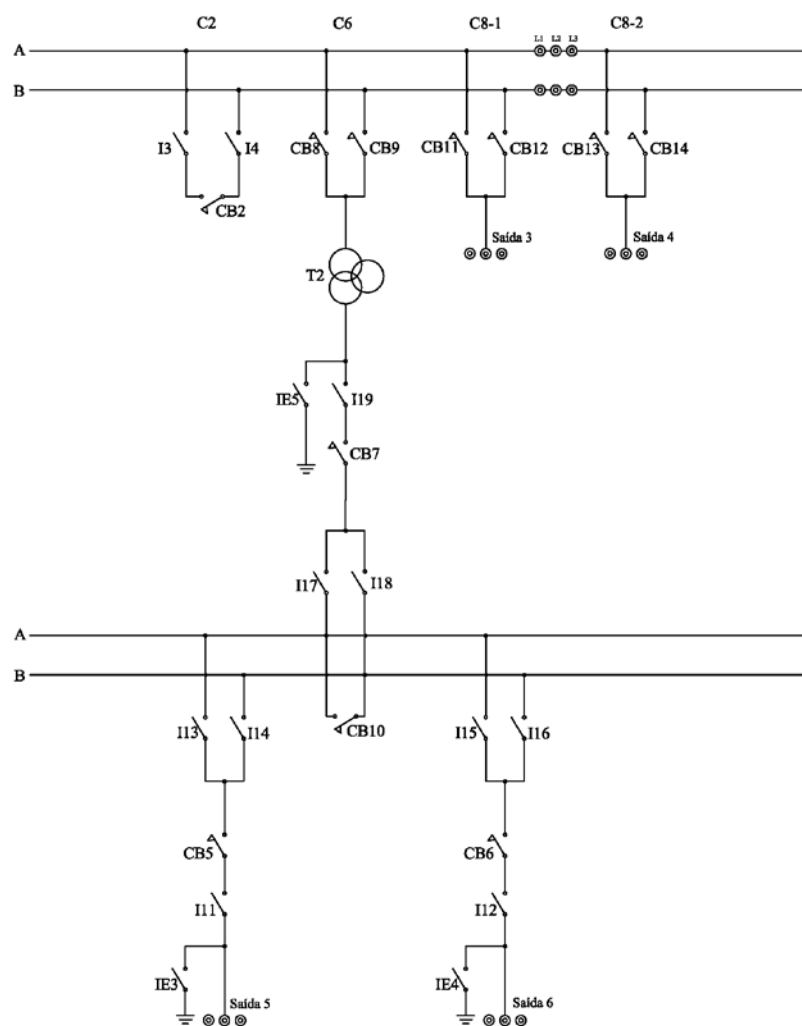 C2 C6 C8-1 C8-2
L1 L2 L3
A
B
I3 I4 CB8 CB9 CB11 CB12 CB13 CB14
CB2
Saída 3 Saída 4
T2
IE5 I19
CB7
I17 I18
A
B
I13 I14 CB10 I15 I16
CB5 CB6
I11 I12
IE3 IE4
Saída 5 Saída 6